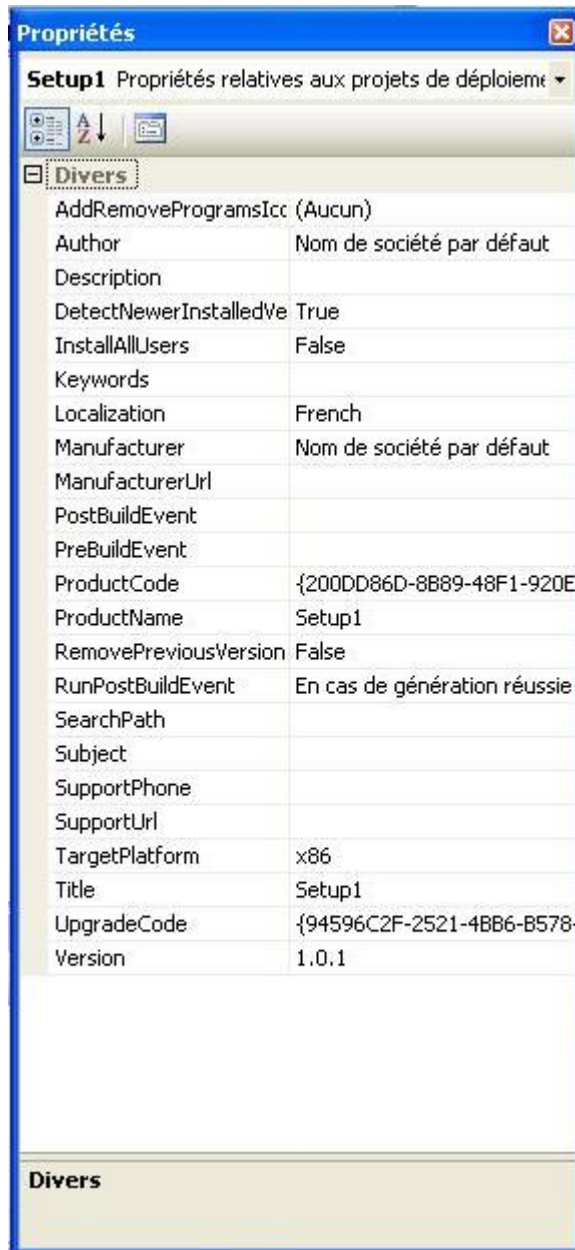 Propriétés
Setup1 Propriétés relatives aux projets de déploieme
Divers
AddRemoveProgramsIco (Aucun)
Author Nom de société par défaut
Description
DetectNewerInstalledVe True
InstallAllUsers False
Keywords
Localization French
Manufacturer Nom de société par défaut
ManufacturerUrl
PostBuildEvent
PreBuildEvent
ProductCode {200DD86D-8B89-48F1-920E
ProductName Setup1
RemovePreviousVersion False
RunPostBuildEvent En cas de génération réussie
SearchPath
Subject
SupportPhone
SupportUrl
TargetPlatform x86
Title Setup1
UpgradeCode {94596C2F-2521-4BB6-B578-
Version 1.0.1
Divers